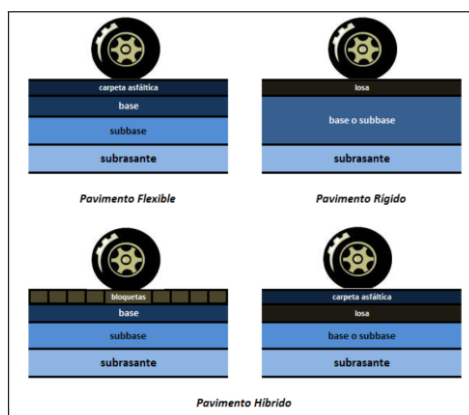 carpeta asfáltica
base
subbase
subrasante
Pavimento Flexible
losa
base o subbase
subrasante
Pavimento Rígido
bloquetas
base
subbase
subrasante
carpeta asfáltica
losa
base o subbase
subrasante
Pavimento Híbrido